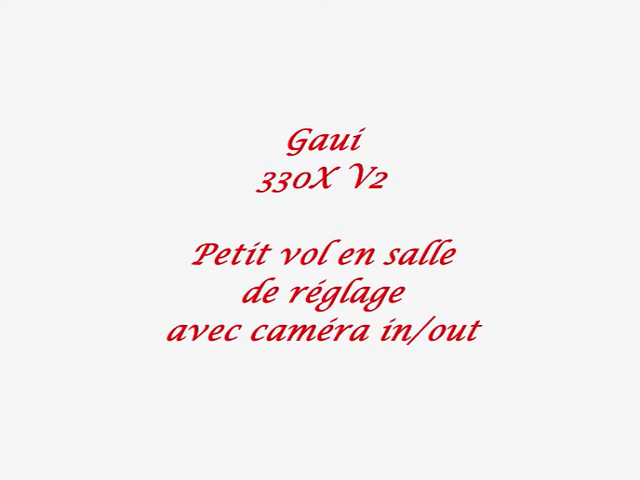 Gaui
330X V2
Petit vol en salle
de réglage
avec caméra in/out